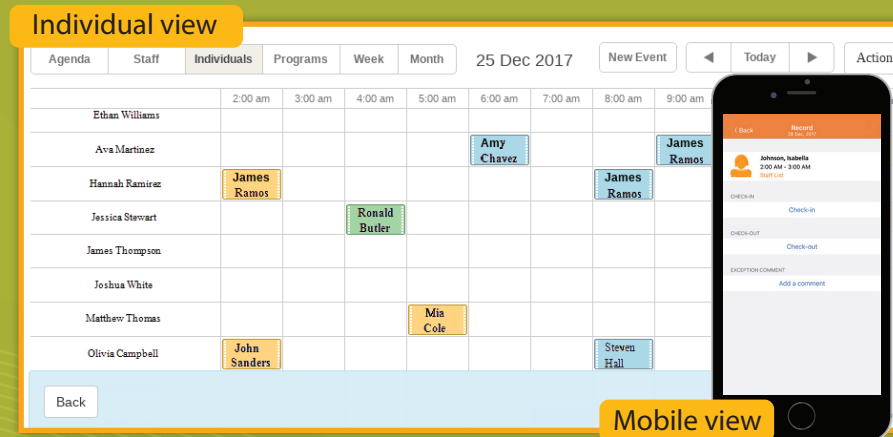 Individual view
Agenda Staff Individuals Programs Week Month 25 Dec 2017 New Event Today Action
2:00 am 3:00 am 4:00 am 5:00 am 6:00 am 7:00 am 8:00 am 9:00 am
Ethan Williams
Ava Martinez
Amy
Chavez
James
Ramos
Hannah Ramirez
James
Ramos
James
Ramos
Jessica Stewart
Ronald
Butler
James Thompson
Joshua White
Matthew Thomas
Mia
Cole
Olivia Campbell
John
Sanders
Steven
Hall
Back
Back
Record
Johnson, Isabella
2:00 AM - 3:00 AM
Staff List
CHECK-IN
Check-in
CHECK-OUT
Check-out
EXCEPTION COMMENT
Add a comment
Mobile view